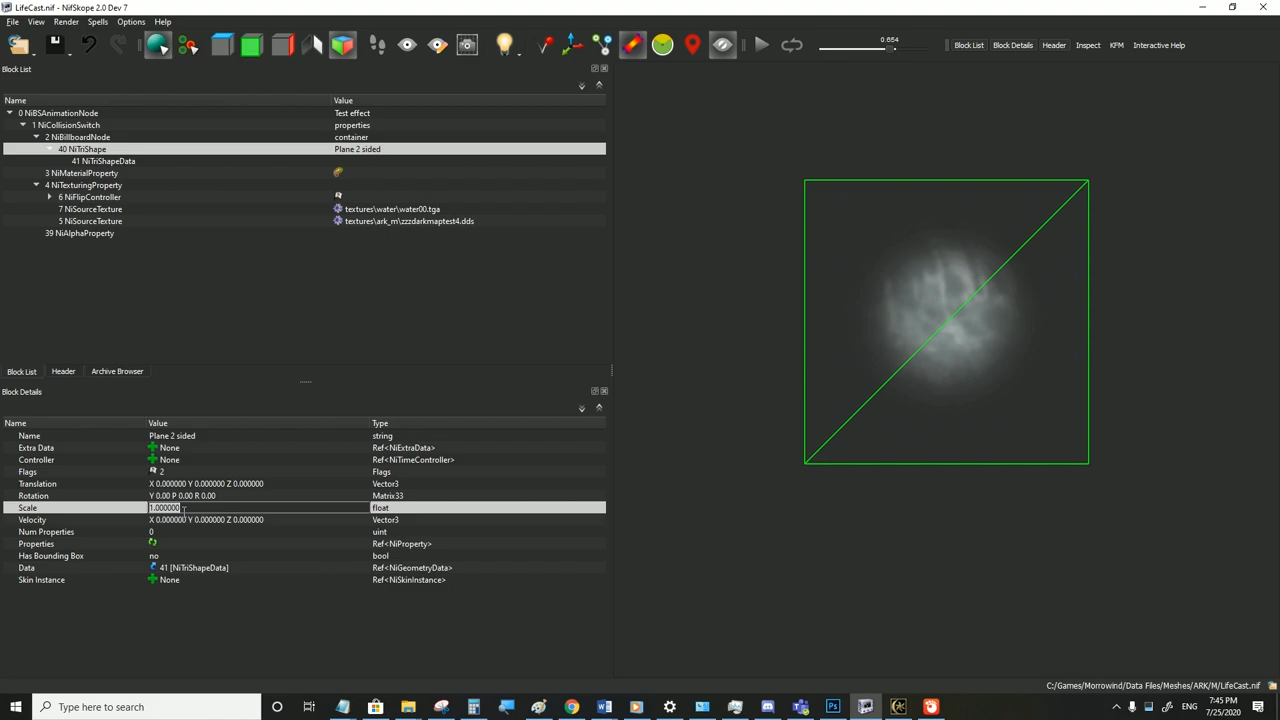 LifeCast.nif - NifSkope 2.0 Dev 7
File View Render Spells Options Help
0.654
Block List Block Details Header Inspect KFM Interactive Help
Block List
Name Value
0 NiBSAnimationNode Test effect
1 NiCollisionSwitch properties
2 NiBillboardNode container
40 NiTriShape Plane 2 sided
41 NiTriShapeData
3 NiMaterialProperty
4 NiTexturingProperty
6 NiFlipController
7 NiSourceTexture textures\water\water00.tga
5 NiSourceTexture textures\ark_m\zzzdarkmaptest4.dds
39 NiAlphaProperty
Block List Header Archive Browser
Block Details
Name Value Type
Name Plane 2 sided string
Extra Data None Ref<NiExtraData>
Controller None Ref<NiTimeController>
Flags 2 Flags
Translation X 0.000000 Y 0.000000 Z 0.000000 Vector3
Rotation Y 0.00 P 0.00 R 0.00 Matrix33
Scale 1.000000 float
Velocity X 0.000000 Y 0.000000 Z 0.000000 Vector3
Num Properties 0 uint
Properties Ref<NiProperty>
Has Bounding Box no bool
Data 41 [NiTriShapeData] Ref<NiGeometryData>
Skin Instance None Ref<NiSkinInstance>
C:/Games/Morrowind/Data Files/Meshes/ARK/M/LifeCast.nif
Type here to search
ENG
7:45 PM
7/25/2020